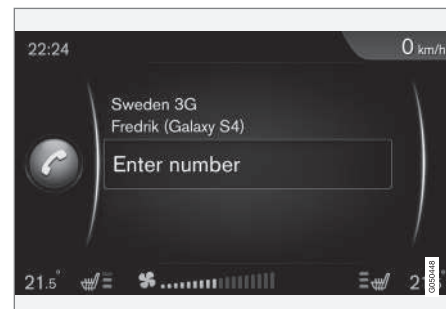 22:24
0 km/h
Sweden 3G
Fredrik (Galaxy S4)
Enter number
21.5°
G050448